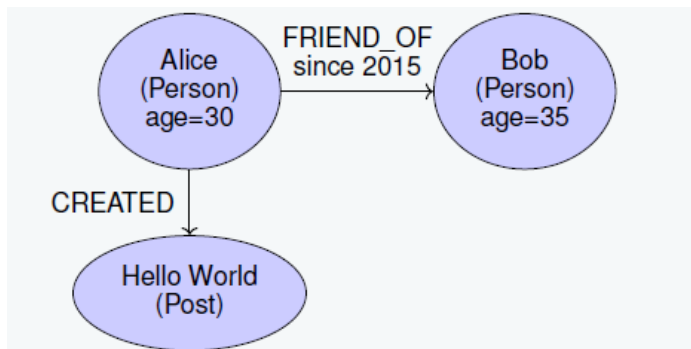 Alice
(Person)
age=30
FRIEND_OF
since 2015
Bob
(Person)
age=35
CREATED
Hello World
(Post)